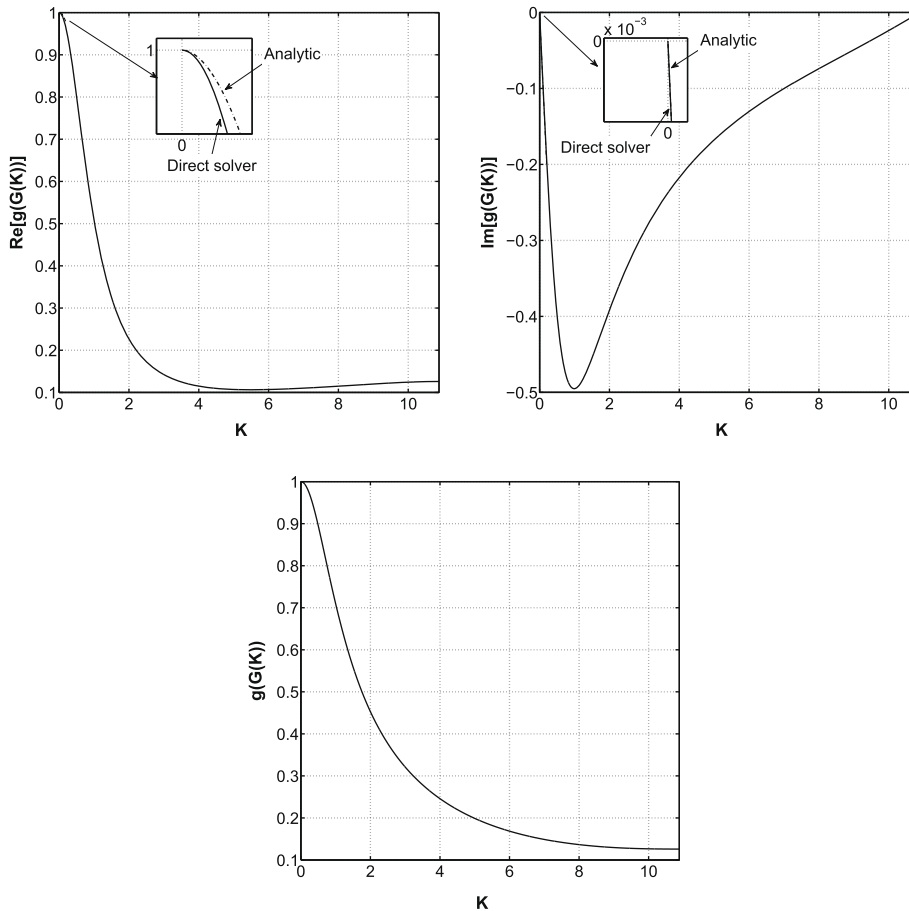 1
0.9
0.8
0.7
0.6
0.5
0.4
0.3
0.2
0.1
0 2 4 6 8 10
K
Re[g(G(K))]
1
0
Analytic
Direct solver
0
−0.1
−0.2
−0.3
−0.4
−0.5
0 2 4 6 8 10
K
Im[g(G(K))]
x 10⁻³
0
0
Analytic
Direct solver
1
0.9
0.8
0.7
0.6
0.5
0.4
0.3
0.2
0.1
0 2 4 6 8 10
K
g(G(K))